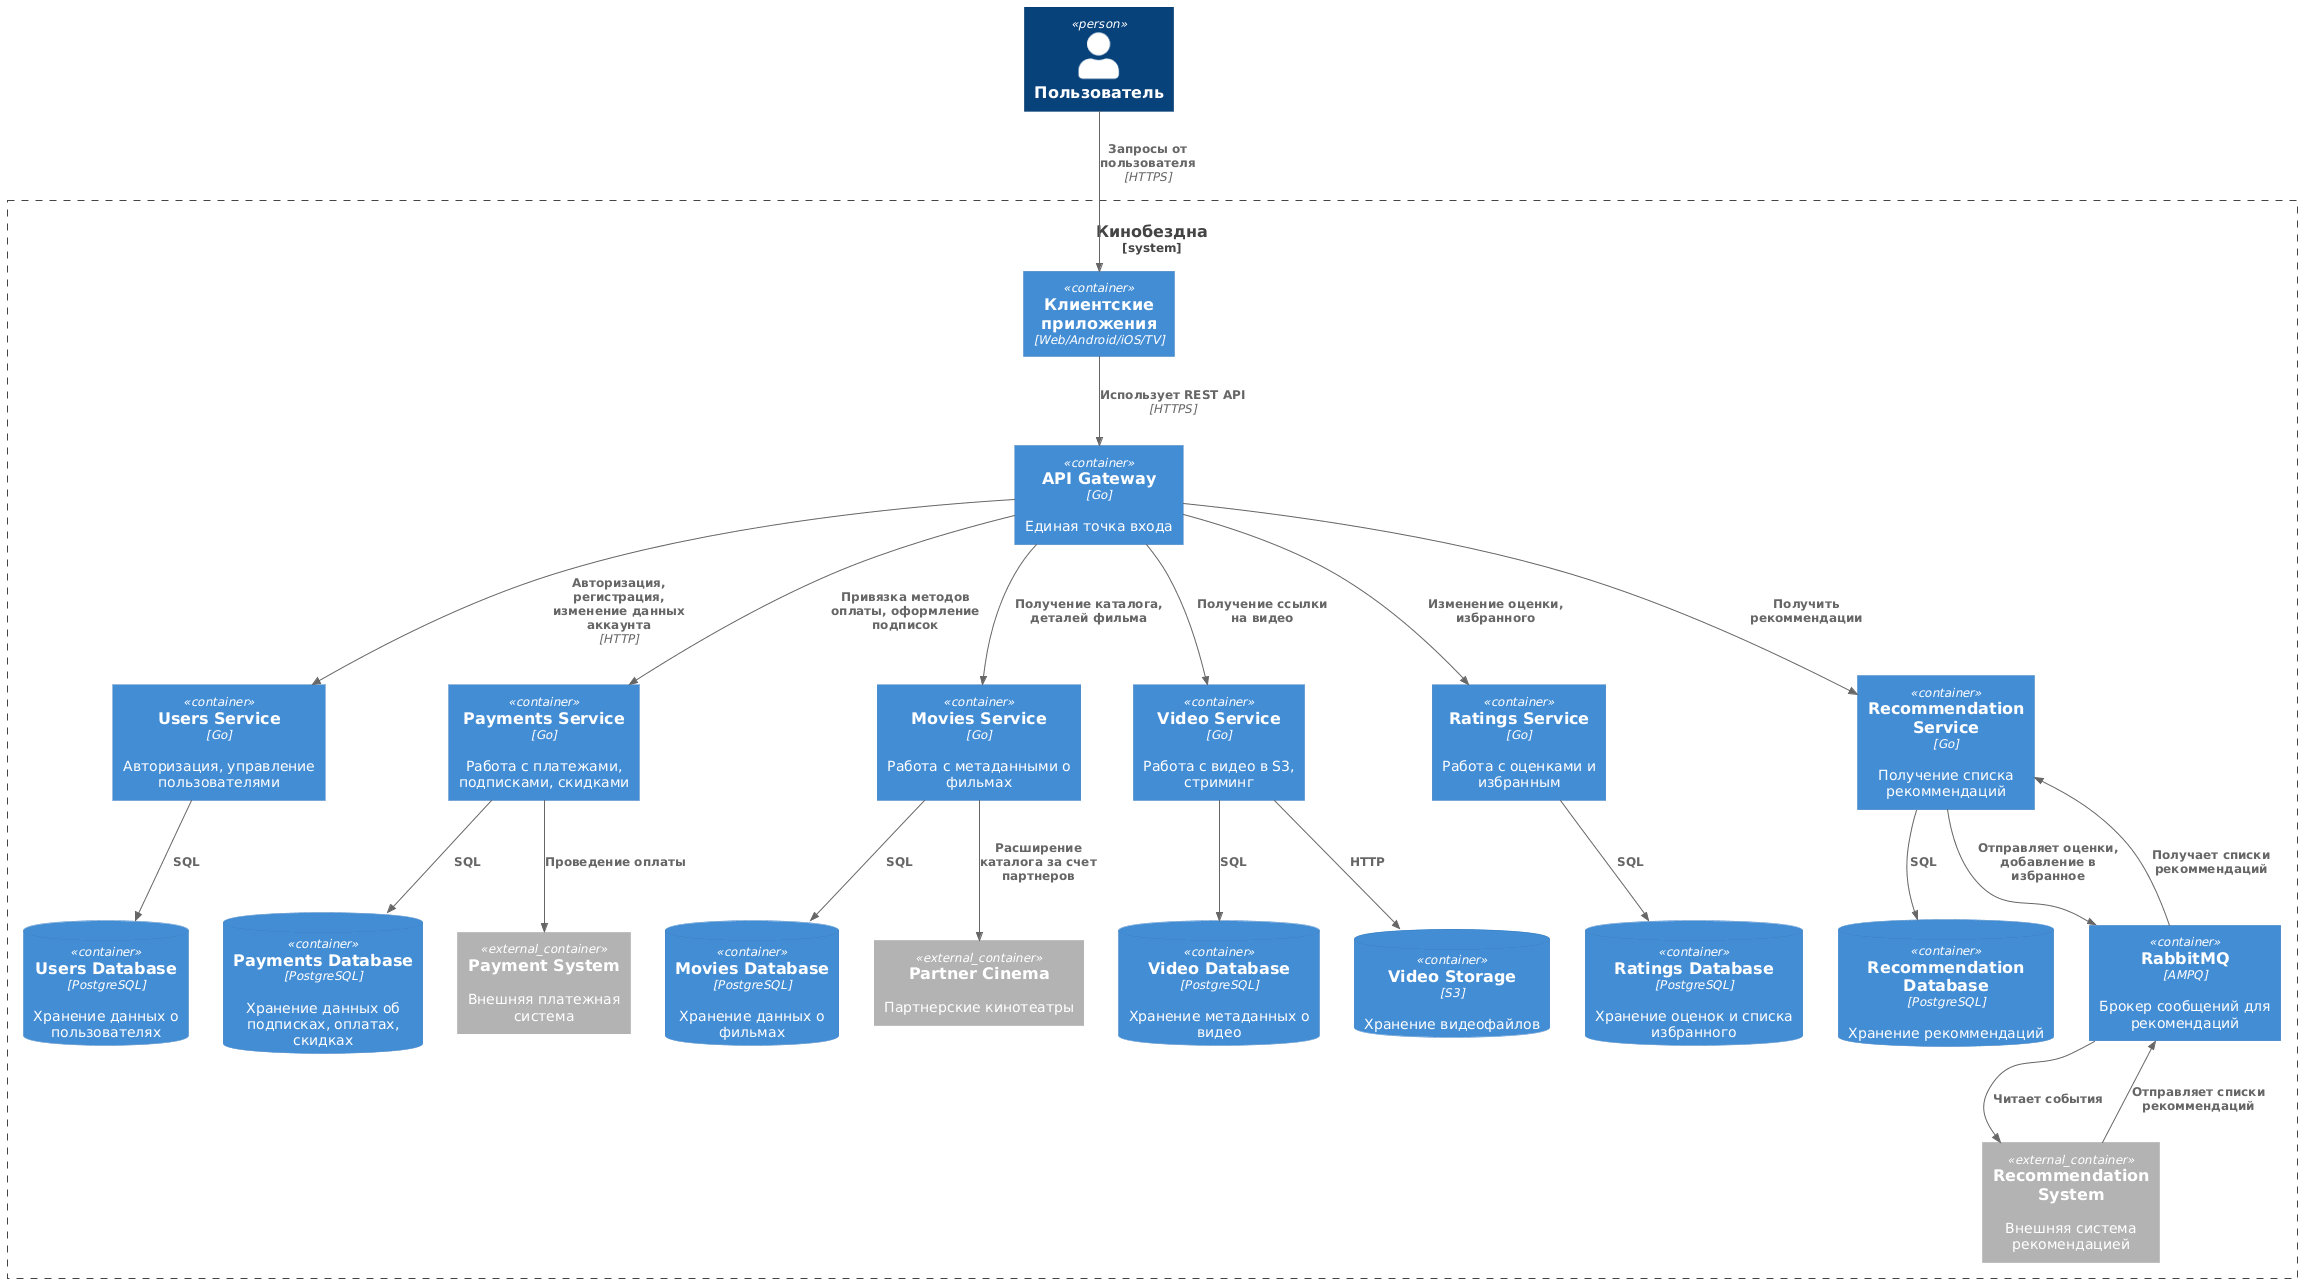 «person»
Пользователь
Запросы от
пользователя
[HTTPS]
Кинобездна
[system]
«container»
Клиентские
приложения
[Web/Android/iOS/TV]
Использует REST API
[HTTPS]
«container»
API Gateway
[Go]
Единая точка входа
Авторизация,
регистрация,
изменение данных
аккаунта
[HTTP]
Привязка методов
оплаты, оформление
подписок
Получение каталога,
деталей фильма
Получение ссылки
на видео
Изменение оценки,
избранного
Получить
рекоммендации
«container»
Users Service
[Go]
Авторизация, управление
пользователями
«container»
Payments Service
[Go]
Работа с платежами,
подписками, скидками
«container»
Movies Service
[Go]
Работа с метаданными о
фильмах
«container»
Video Service
[Go]
Работа с видео в S3,
стриминг
«container»
Ratings Service
[Go]
Работа с оценками и
избранным
«container»
Recommendation
Service
[Go]
Получение списка
рекоммендаций
SQL
SQL
Проведение оплаты
SQL
Расширение
каталога за счет
партнеров
SQL
HTTP
SQL
SQL
Отправляет оценки,
добавление в
избранное
Получает списки
рекоммендаций
«container»
Users Database
[PostgreSQL]
Хранение данных о
пользователях
«container»
Payments Database
[PostgreSQL]
Хранение данных об
подписках, оплатах,
скидках
«external_container»
Payment System
Внешняя платежная
система
«container»
Movies Database
[PostgreSQL]
Хранение данных о
фильмах
«external_container»
Partner Cinema
Партнерские кинотеатры
«container»
Video Database
[PostgreSQL]
Хранение метаданных о
видео
«container»
Video Storage
[S3]
Хранение видеофайлов
«container»
Ratings Database
[PostgreSQL]
Хранение оценок и списка
избранного
«container»
Recommendation
Database
[PostgreSQL]
Хранение рекоммендаций
«container»
RabbitMQ
[AMPQ]
Брокер сообщений для
рекомендаций
Читает события
Отправляет списки
рекоммендаций
«external_container»
Recommendation
System
Внешняя система
рекомендацией